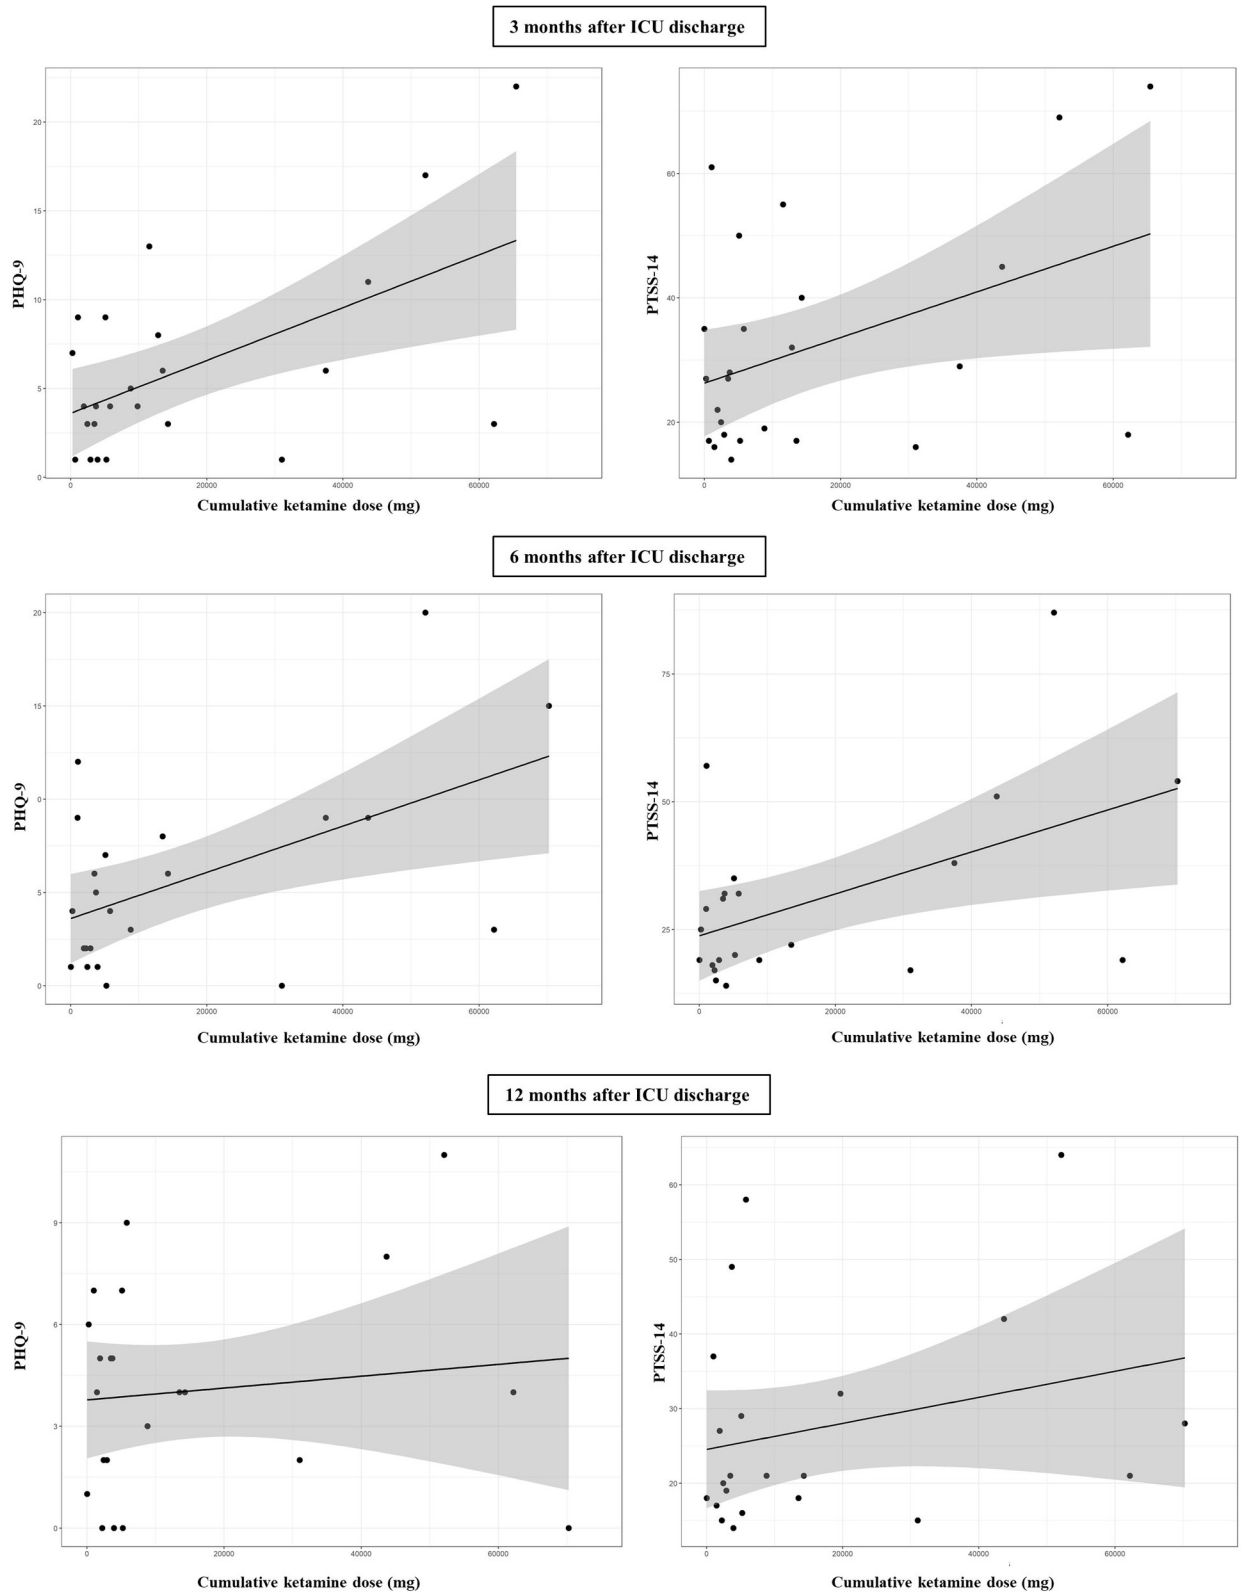 3 months after ICU discharge
20
15
10
5
0
PHQ-9
0 20000 40000 60000
Cumulative ketamine dose (mg)
60
40
20
PTSS-14
0 20000 40000 60000
Cumulative ketamine dose (mg)
6 months after ICU discharge
20
15
0
5
0
PHQ-9
0 20000 40000 60000
Cumulative ketamine dose (mg)
75
50
25
PTSS-14
0 20000 40000 60000
Cumulative ketamine dose (mg)
12 months after ICU discharge
9
6
3
0
PHQ-9
0 20000 40000 60000
Cumulative ketamine dose (mg)
60
50
40
30
20
PTSS-14
0 20000 40000 60000
Cumulative ketamine dose (mg)